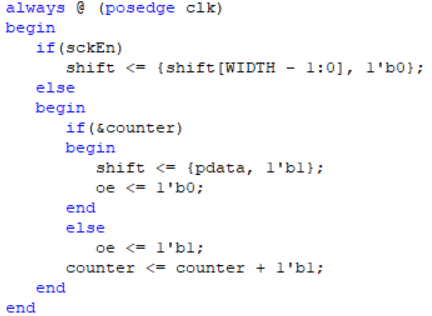 always @ (posedge clk)
begin
    if(sckEn)
        shift <= {shift[WIDTH - 1:0], 1'b0};
    else
    begin
        if(&counter)
        begin
            shift <= {pdata, 1'b1};
            oe <= 1'b0;
        end
        else
            oe <= 1'b1;
        counter <= counter + 1'b1;
    end
end